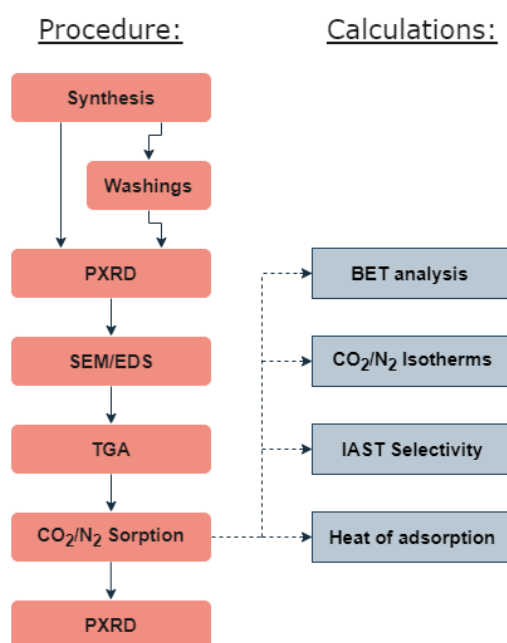 Procedure:
Calculations:
Synthesis
Washings
PXRD
SEM/EDS
TGA
CO₂/N₂ Sorption
PXRD
BET analysis
CO₂/N₂ Isotherms
IAST Selectivity
Heat of adsorption